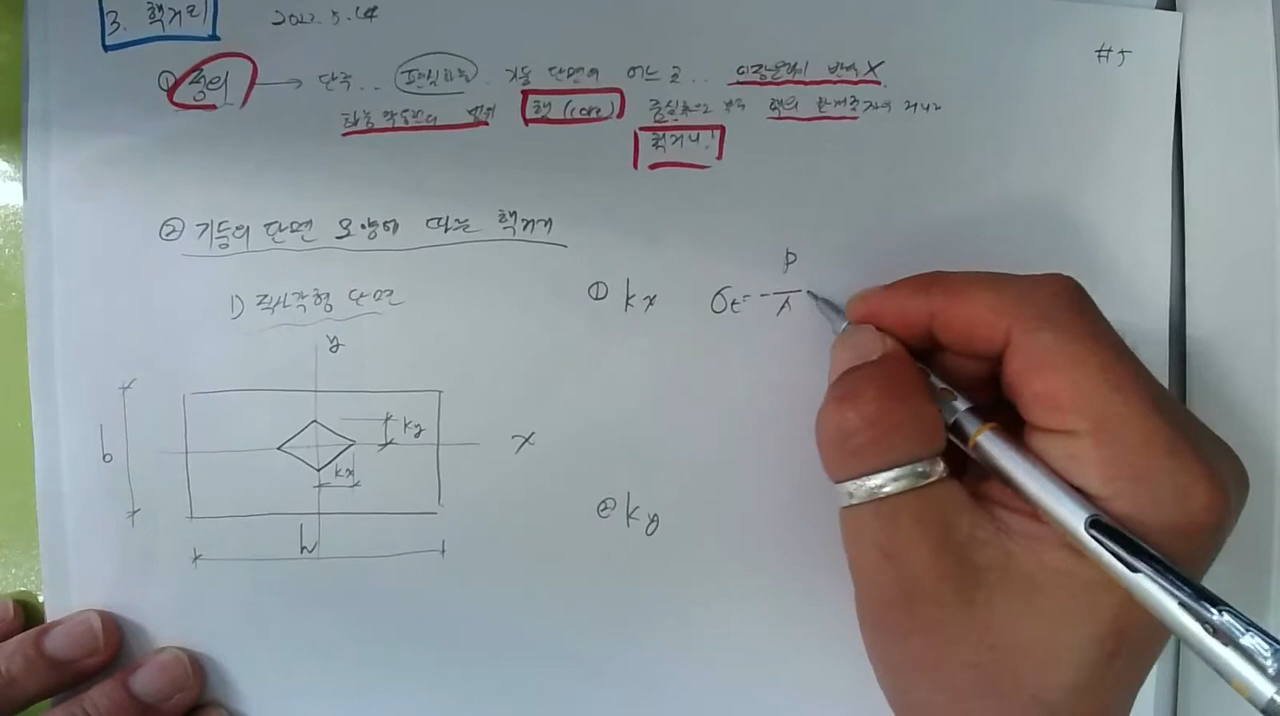 3. 핵거리 2022.5.14
#5
① 정의 → 단주.. 편심하중. 기둥 단면의 어느 곳.. 인장응력이 발생X
하중 작용점의 범위 핵(core) 중심축으로 부터 핵의 한계 까지 거리
핵거리!
② 기둥의 단면 모양에 따른 핵거리
1) 직사각형 단면
① kx σt=-P/A
y
ky
b
x
kx
② ky
h